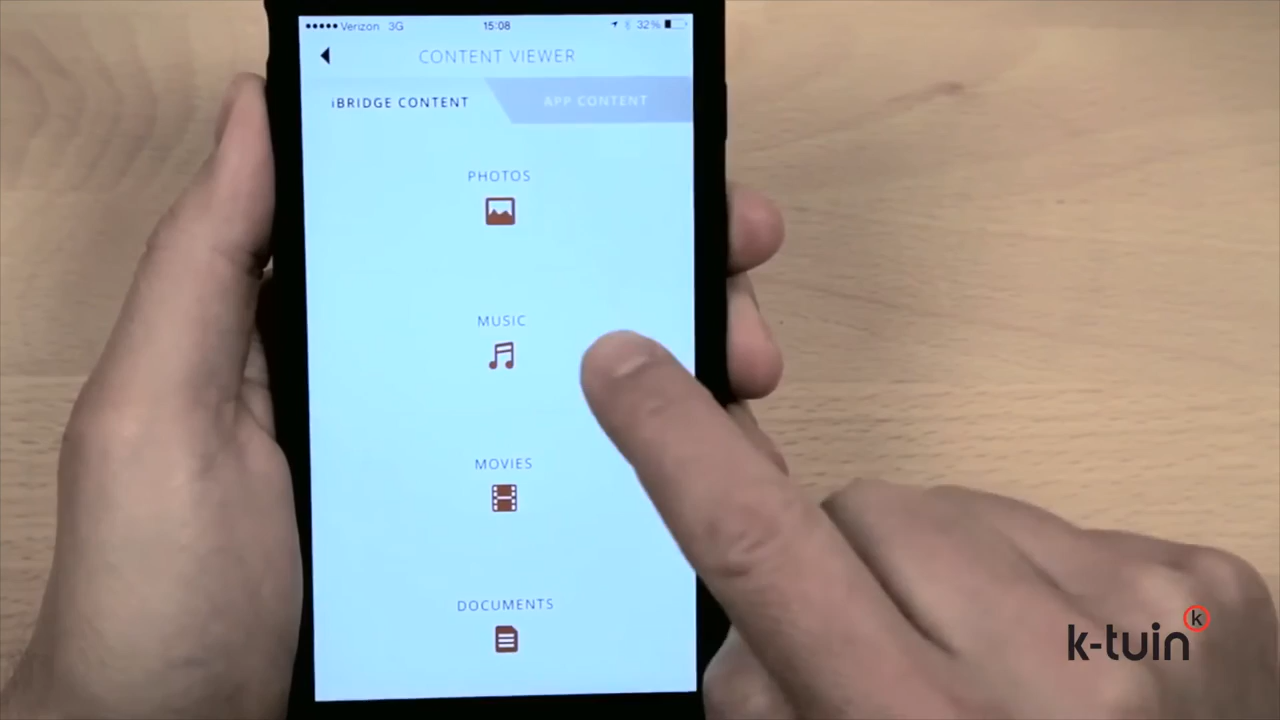 Verizon 3G 15:08 32%
CONTENT VIEWER
iBRIDGE CONTENT APP CONTENT
PHOTOS
MUSIC
MOVIES
DOCUMENTS
k
k-tuin